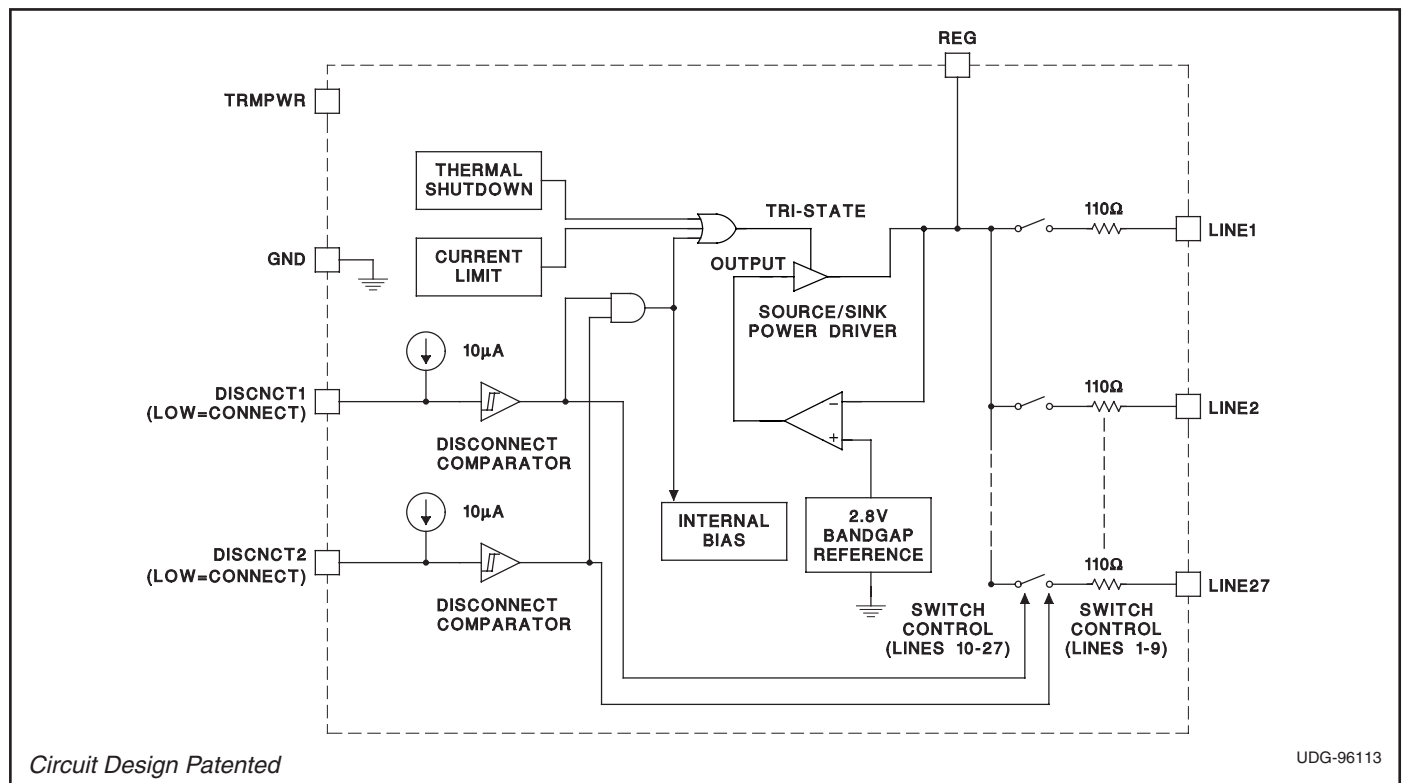 REG
TRMPWR
THERMAL
SHUTDOWN
TRI-STATE
110Ω
LINE1
GND
CURRENT
LIMIT
OUTPUT
SOURCE/SINK
POWER DRIVER
10µA
110Ω
DISCNCT1
(LOW=CONNECT)
LINE2
–
+
DISCONNECT
COMPARATOR
10µA
INTERNAL
BIAS
2.8V
BANDGAP
REFERENCE
DISCNCT2
(LOW=CONNECT)
110Ω
LINE27
DISCONNECT
COMPARATOR
SWITCH
CONTROL
(LINES 10-27)
SWITCH
CONTROL
(LINES 1-9)
Circuit Design Patented
UDG-96113